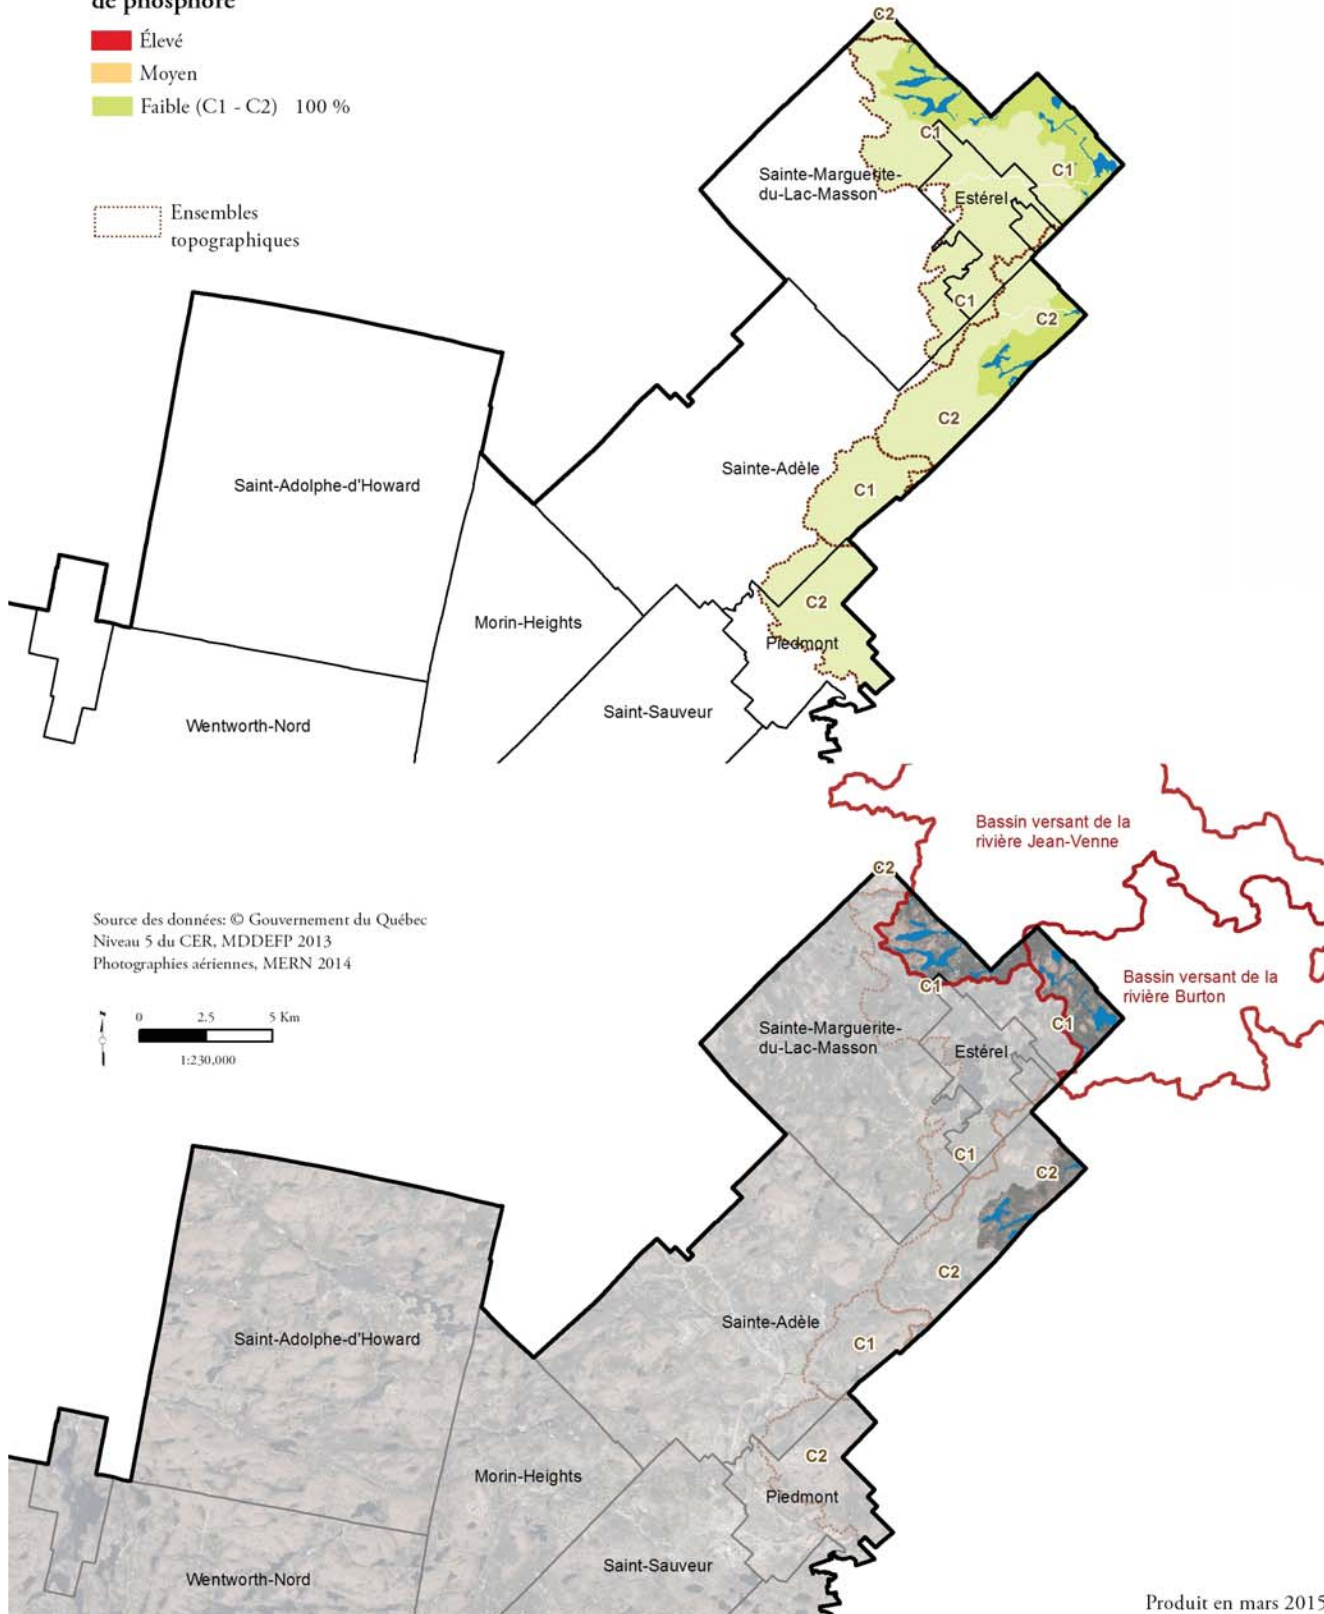 de phosphore
Élevé
Moyen
Faible (C1 - C2) 100 %
Ensembles
topographiques
C2
C1
C1
Sainte-Marguerite-
du-Lac-Masson
Estérel
C1
C2
C2
Sainte-Adèle
C1
Saint-Adolphe-d'Howard
C2
Morin-Heights
Piedmont
Saint-Sauveur
Wentworth-Nord
Bassin versant de la
rivière Jean-Venne
C2
Source des données: © Gouvernement du Québec
Niveau 5 du CER, MDDEFP 2013
Photographies aériennes, MERN 2014
Bassin versant de la
rivière Burton
C1
C1
0 2.5 5 Km
1:230,000
Sainte-Marguerite-
du-Lac-Masson
Estérel
C1
C2
C2
Sainte-Adèle
C1
Saint-Adolphe-d'Howard
C2
Morin-Heights
Piedmont
Saint-Sauveur
Wentworth-Nord
Produit en mars 2015